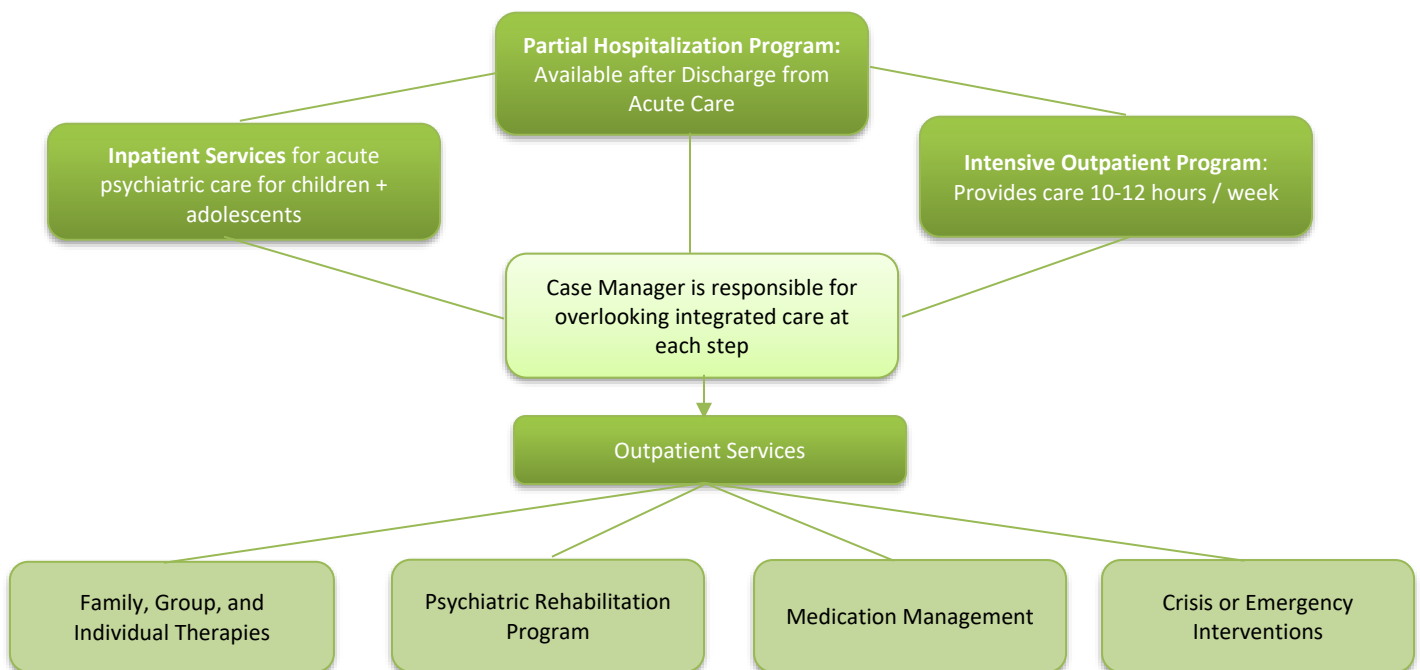 Partial Hospitalization Program:
Available after Discharge from
Acute Care
Inpatient Services for acute
psychiatric care for children +
adolescents
Intensive Outpatient Program:
Provides care 10-12 hours / week
Case Manager is responsible for
overlooking integrated care at
each step
Outpatient Services
Family, Group, and
Individual Therapies
Psychiatric Rehabilitation
Program
Medication Management
Crisis or Emergency
Interventions